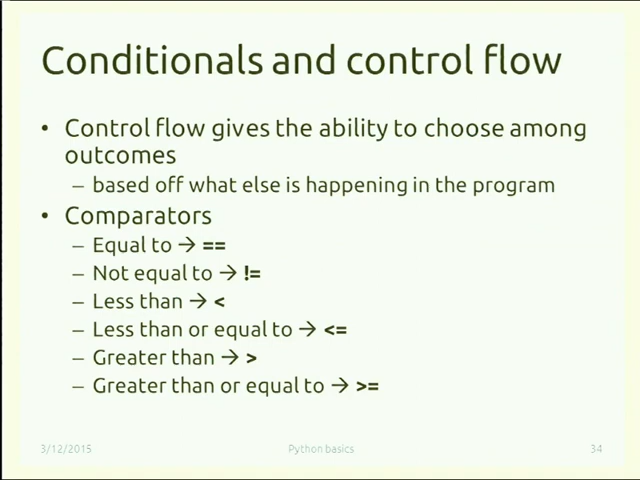 Conditionals and control flow
• Control flow gives the ability to choose among
outcomes
– based off what else is happening in the program
• Comparators
– Equal to → ==
– Not equal to → !=
– Less than → <
– Less than or equal to → <=
– Greater than → >
– Greater than or equal to → >=
3/12/2015 Python basics 34